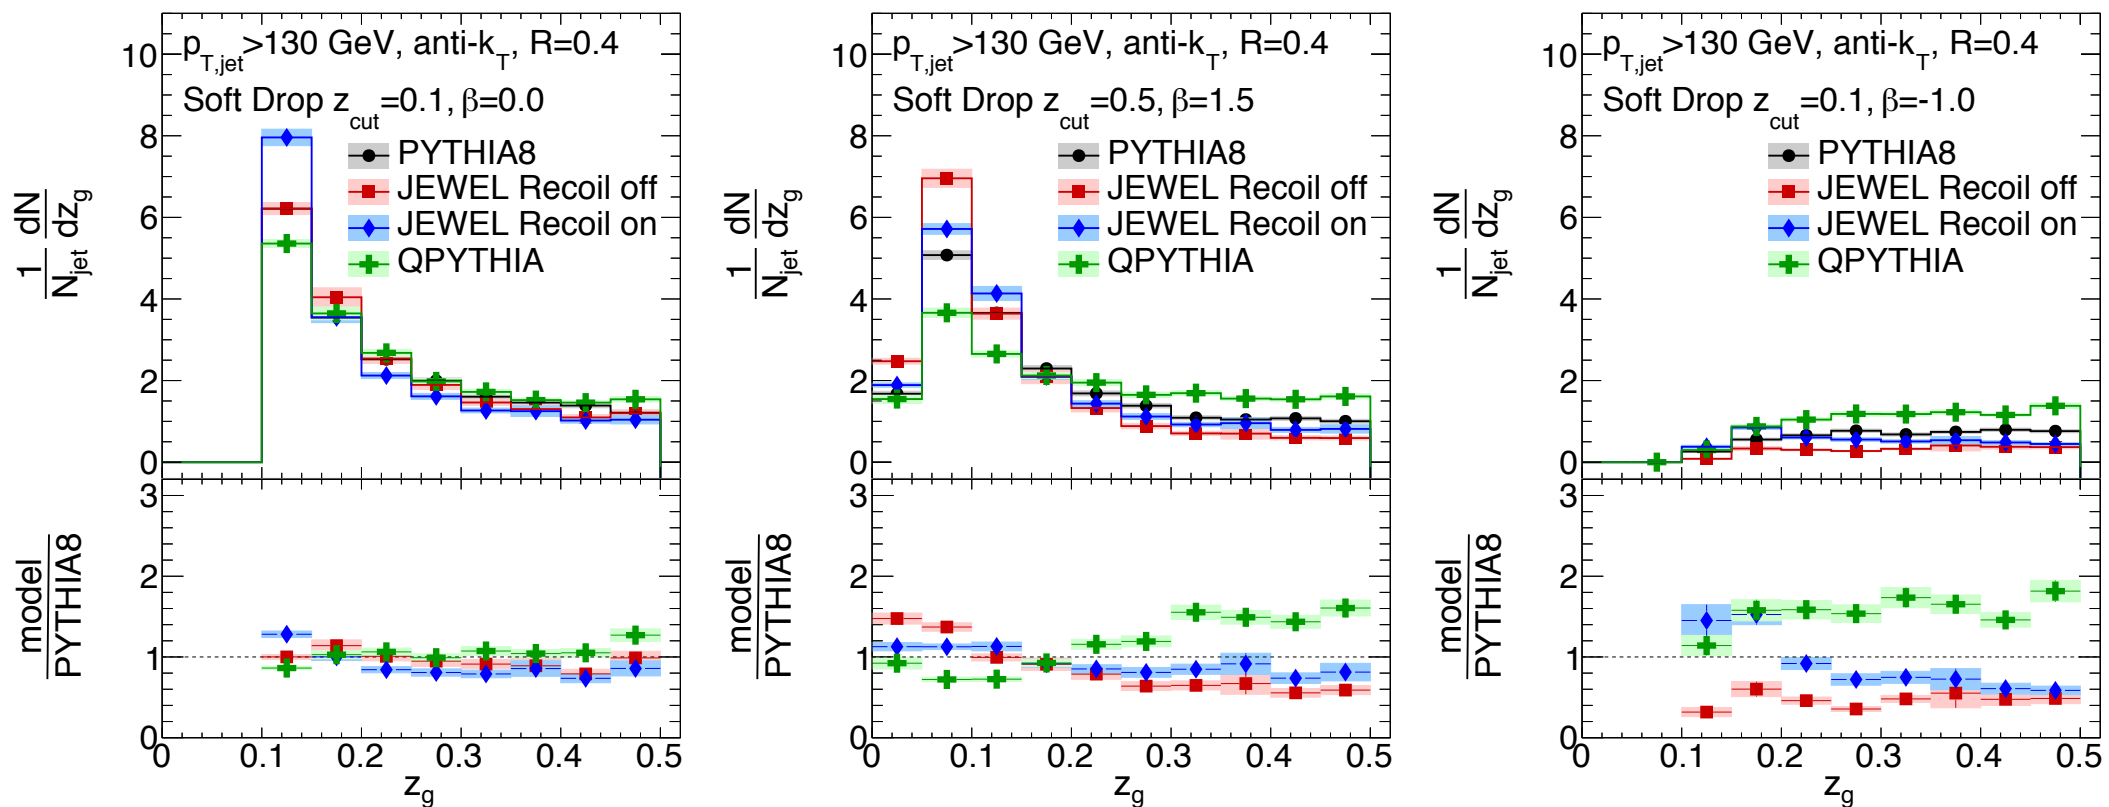 p_T,jet >130 GeV, anti-k_T, R=0.4
Soft Drop z_cut=0.1, β=0.0
PYTHIA8
JEWEL Recoil off
JEWEL Recoil on
QPYTHIA
1/N_jet dN/dz_g
10
8
6
4
2
0
model/PYTHIA8
3
2
1
0
0 0.1 0.2 0.3 0.4 0.5
z_g
p_T,jet >130 GeV, anti-k_T, R=0.4
Soft Drop z_cut=0.5, β=1.5
PYTHIA8
JEWEL Recoil off
JEWEL Recoil on
QPYTHIA
1/N_jet dN/dz_g
10
8
6
4
2
0
model/PYTHIA8
3
2
1
0
0 0.1 0.2 0.3 0.4 0.5
z_g
p_T,jet >130 GeV, anti-k_T, R=0.4
Soft Drop z_cut=0.1, β=-1.0
PYTHIA8
JEWEL Recoil off
JEWEL Recoil on
QPYTHIA
1/N_jet dN/dz_g
10
8
6
4
2
0
model/PYTHIA8
3
2
1
0
0 0.1 0.2 0.3 0.4 0.5
z_g